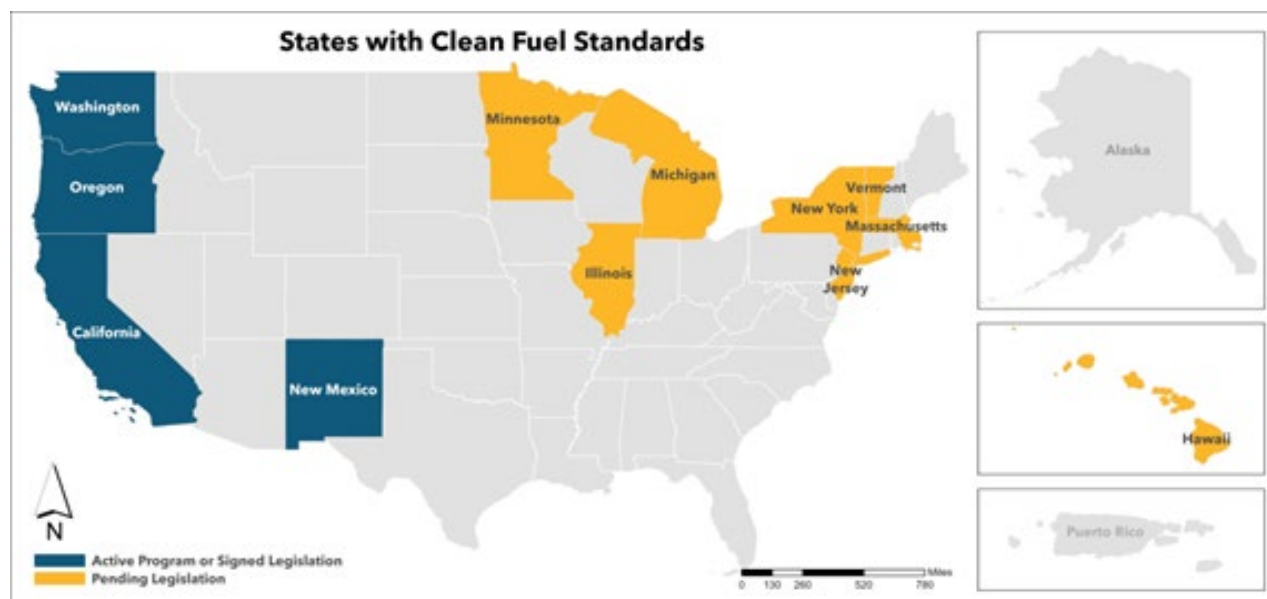 States with Clean Fuel Standards
Washington
Oregon
California
New Mexico
Minnesota
Michigan
Illinois
Vermont
New York
Massachusetts
New
Jersey
Alaska
Hawaii
Puerto Rico
N
Active Program or Signed Legislation
Pending Legislation
Miles
0 130 260 520 780